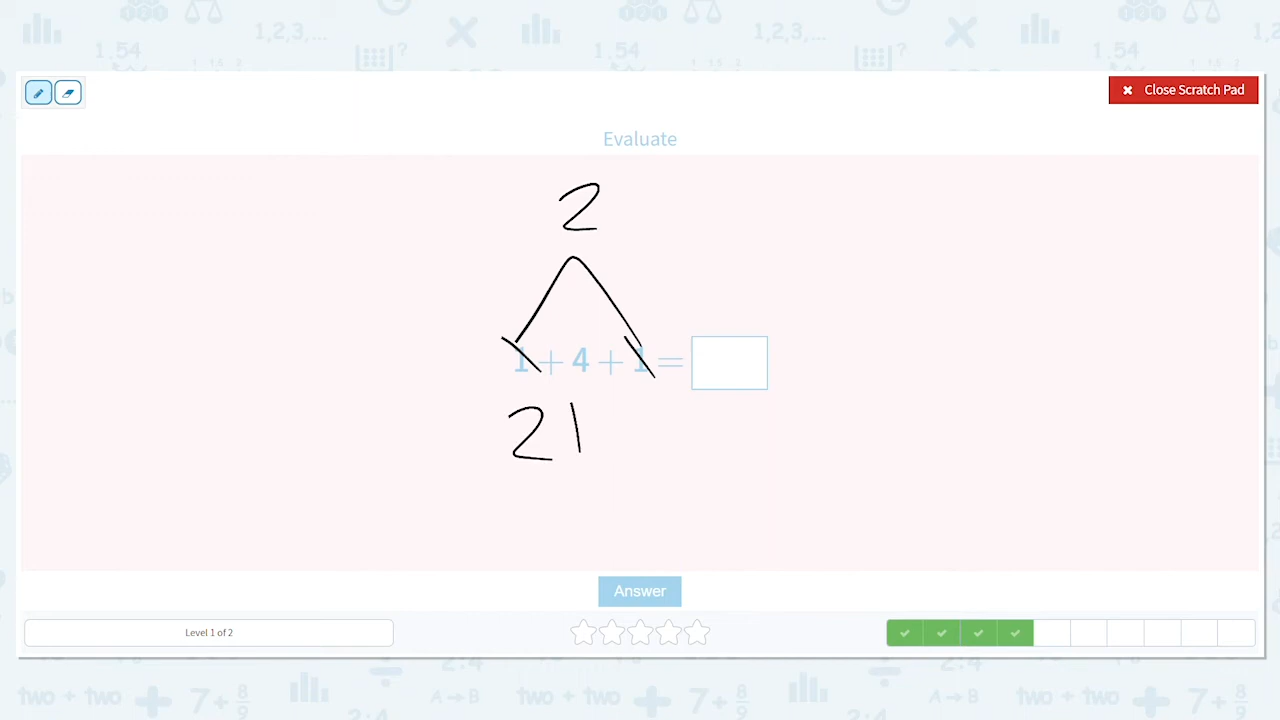 Close Scratch Pad
Evaluate
2
1 + 4 + 1 =
21
Answer
Level 1 of 2